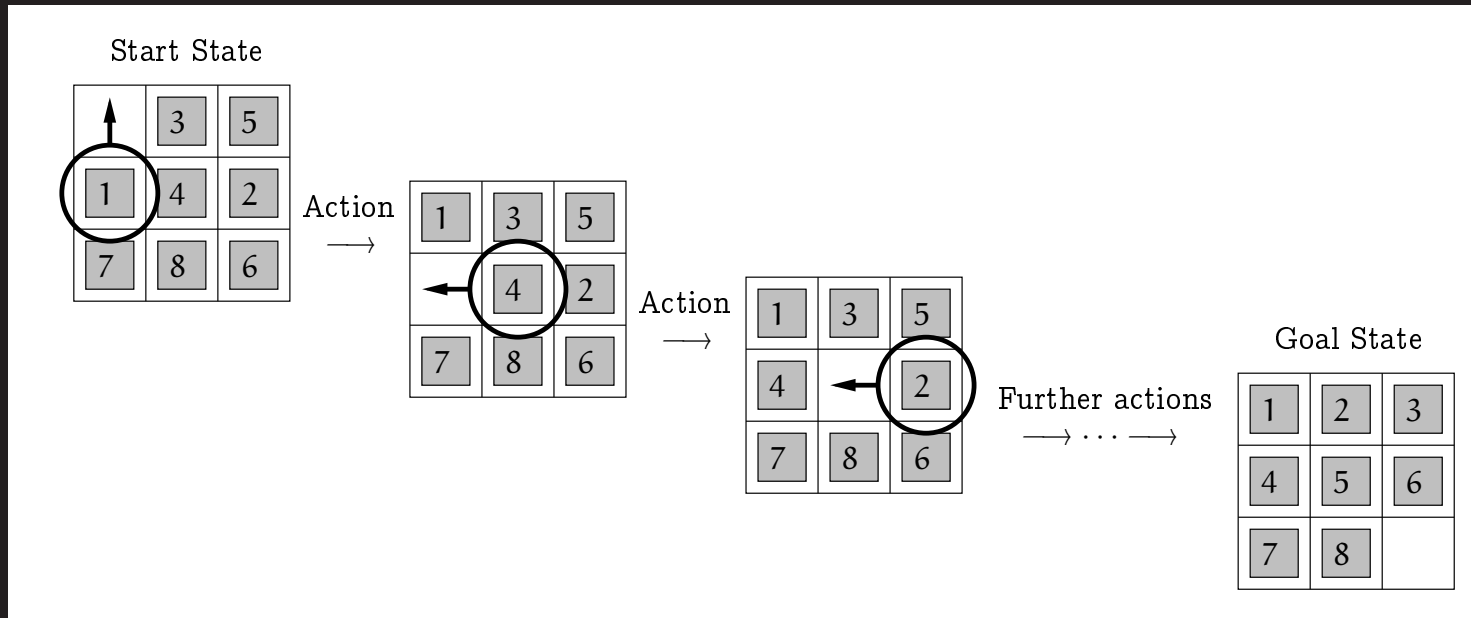 Start State
3 5
1 4 2
7 8 6
Action
1 3 5
4 2
7 8 6
Action
1 3 5
4 2
7 8 6
Further actions
⟶ ··· ⟶
Goal State
1 2 3
4 5 6
7 8